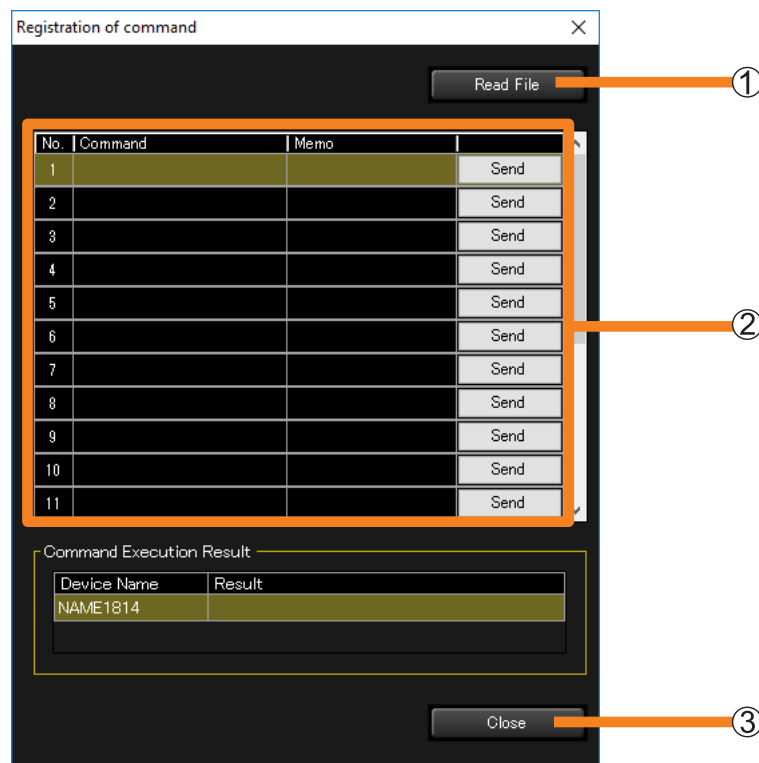 Registration of command
Read File
①
No. Command Memo
1 Send
2 Send
3 Send
4 Send
5 Send
6 Send
②
7 Send
8 Send
9 Send
10 Send
11 Send
Command Execution Result
Device Name Result
NAME1814
Close
③